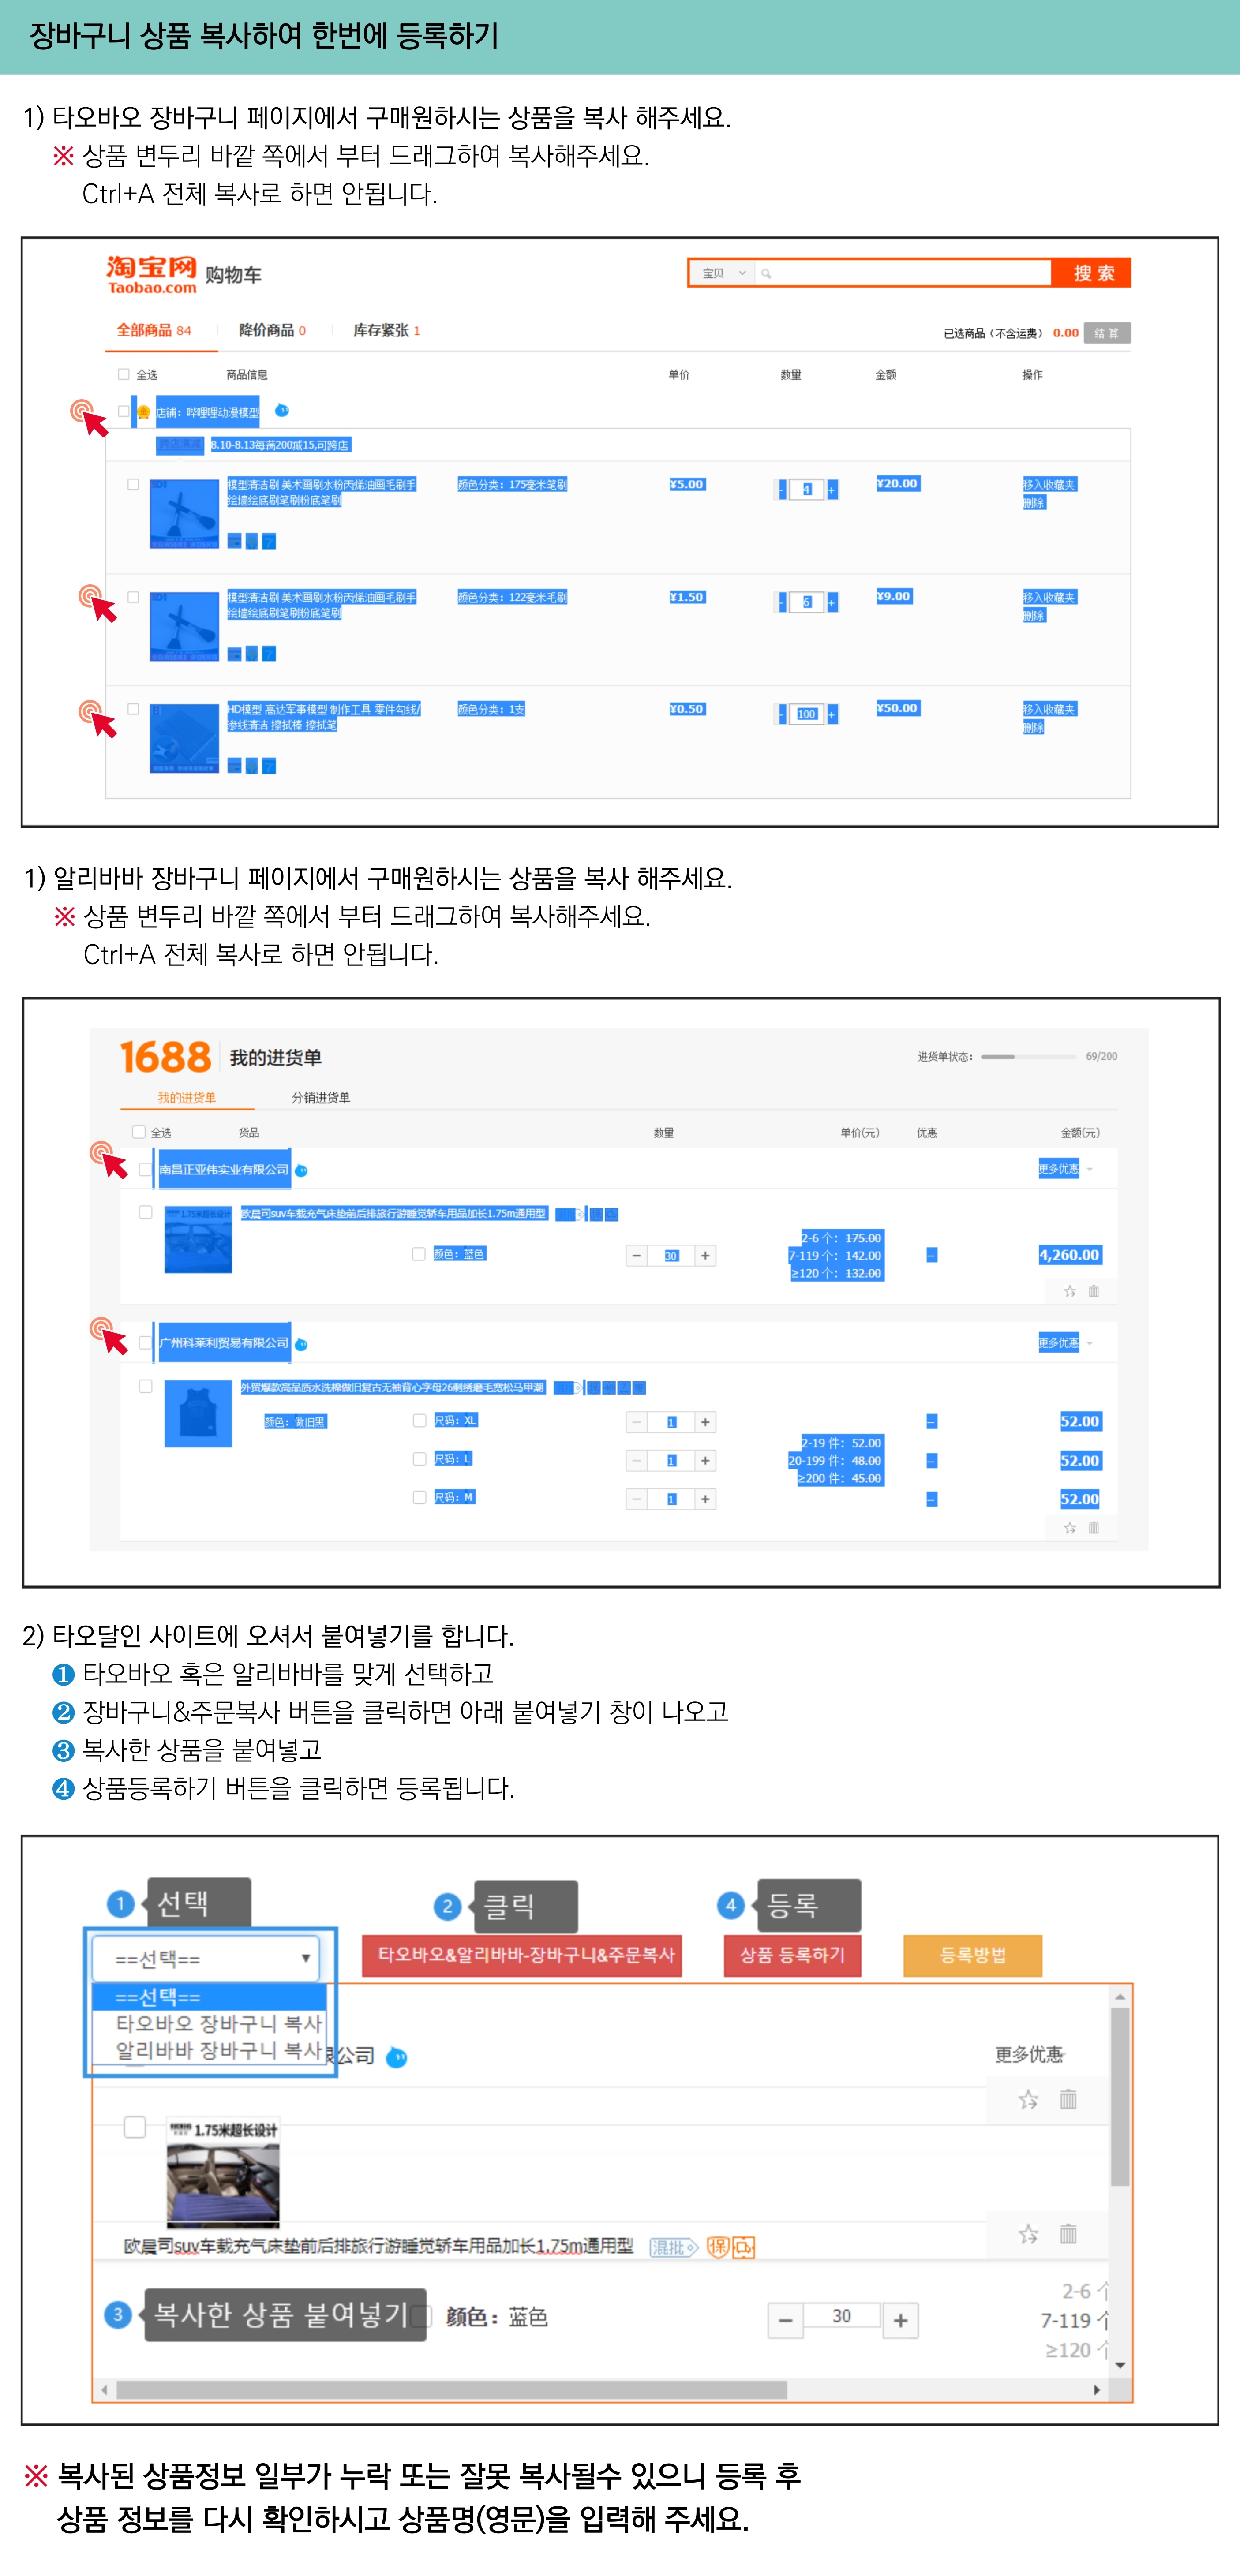 장바구니 상품 복사하여 한번에 등록하기
1) 타오바오 장바구니 페이지에서 구매원하시는 상품을 복사 해주세요.
※ 상품 변두리 바깥 쪽에서 부터 드래그하여 복사해주세요.
Ctrl+A 전체 복사로 하면 안됩니다.
淘宝网 购物车
Taobao.com
宝贝 搜索
全部商品 84 降价商品 0 库存紧张 1
已选商品（不含运费） 0.00 结算
全选 商品信息 单价 数量 金额 操作
店铺：哔哩哩动漫模型
8.10-8.13每满200减15,可跨店
模型清洁刷 美术画刷水粉丙烯油画毛刷手 颜色分类：175毫米笔刷 ¥5.00 - 4 + ¥20.00 移入收藏夹
绘墙绘底刷笔刷粉底笔刷 删除
模型清洁刷 美术画刷水粉丙烯油画毛刷手 颜色分类：122毫米毛刷 ¥1.50 - 6 + ¥9.00 移入收藏夹
绘墙绘底刷笔刷粉底笔刷 删除
HD模型 高达军事模型 制作工具 零件勾线/ 颜色分类：1支 ¥0.50 - 100 + ¥50.00 移入收藏夹
渗线清洁 擦拭棒 擦拭笔 删除
1) 알리바바 장바구니 페이지에서 구매원하시는 상품을 복사 해주세요.
※ 상품 변두리 바깥 쪽에서 부터 드래그하여 복사해주세요.
Ctrl+A 전체 복사로 하면 안됩니다.
1688 我的进货单 进货单状态： 69/200
我的进货单 分销进货单
全选 货品 数量 单价(元) 优惠 金额(元)
南昌正亚伟实业有限公司 更多优惠
1.75米超长设计
欧晨司suv车载充气床垫前后排旅行游睡觉轿车用品加长1.75m通用型
2-6 个：175.00
颜色：蓝色 − 30 + 7-119 个：142.00 -- 4,260.00
≥120 个：132.00
广州科莱利贸易有限公司 更多优惠
外贸爆款高品质水洗棉做旧复古无袖背心字母26刺绣磨毛宽松马甲潮
颜色：做旧黑 尺码：XL − 1 + -- 52.00
2-19 件：52.00
尺码：L − 1 + 20-199 件：48.00 -- 52.00
≥200 件：45.00
尺码：M − 1 + -- 52.00
2) 타오달인 사이트에 오셔서 붙여넣기를 합니다.
❶ 타오바오 혹은 알리바바를 맞게 선택하고
❷ 장바구니&주문복사 버튼을 클릭하면 아래 붙여넣기 창이 나오고
❸ 복사한 상품을 붙여넣고
❹ 상품등록하기 버튼을 클릭하면 등록됩니다.
1 선택 2 클릭 4 등록
==선택== 타오바오&알리바바-장바구니&주문복사 상품 등록하기 등록방법
==선택==
타오바오 장바구니 복사
알리바바 장바구니 복사 限公司 更多优惠
1.75米超长设计
欧晨司suv车载充气床垫前后排旅行游睡觉轿车用品加长1.75m通用型 混批 保
2-6 个
3 복사한 상품 붙여넣기 颜色：蓝色 − 30 + 7-119 个
≥120 个
※ 복사된 상품정보 일부가 누락 또는 잘못 복사될수 있으니 등록 후
상품 정보를 다시 확인하시고 상품명(영문)을 입력해 주세요.